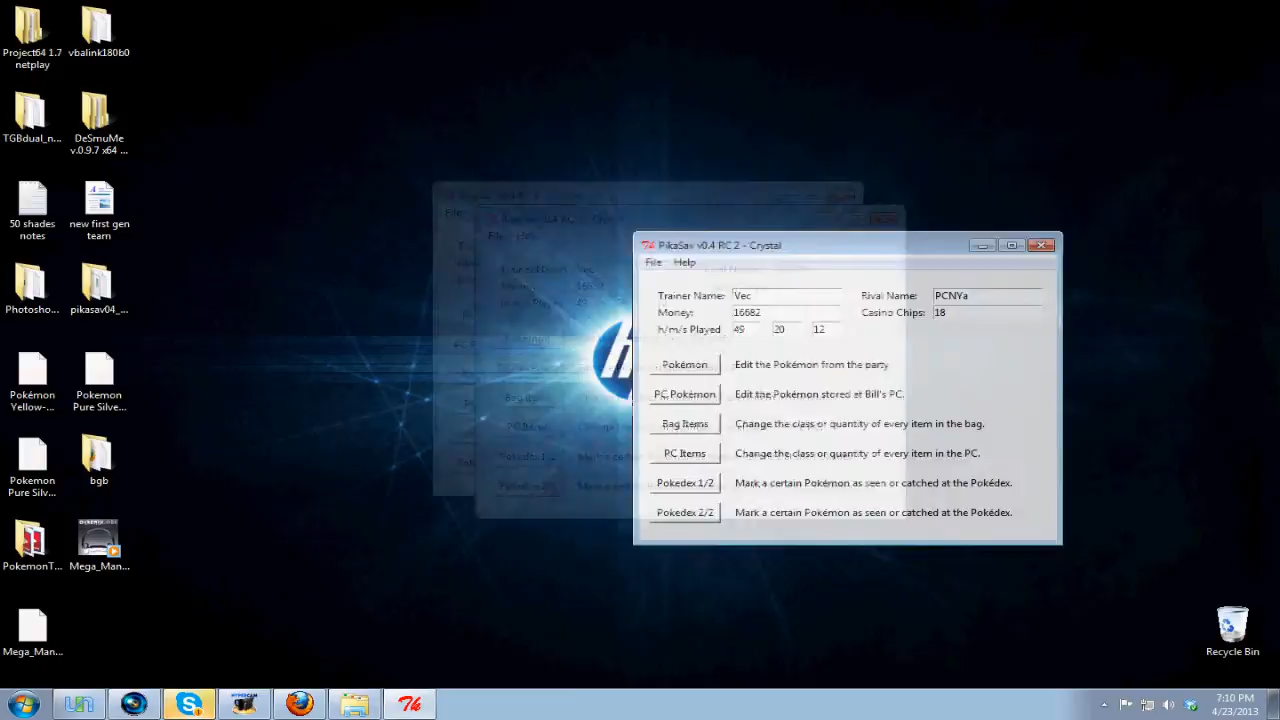 Project64 1.7
netplay
vbalink180b0
TGBdual_n...
DeSmuMe
v.0.9.7 x64 ...
50 shades
notes
new first gen
team
Photosho...
pikasav04_...
Pokémon
Yellow-...
Pokemon
Pure Silve...
Pokemon
Pure Silv...
bgb
PokemonT...
Mega_Man...
Mega_Man...
PikaSav v0.4 RC 2 - Crystal
File Help
Trainer Name: Vec Rival Name: PCNYa
Money: 16682 Casino Chips: 18
h/m/s Played 49 20 12
Pokémon Edit the Pokémon from the party
PC Pokémon Edit the Pokémon stored at Bill's PC.
Bag Items Change the class or quantity of every item in the bag.
PC Items Change the class or quantity of every item in the PC.
Pokedex 1/2 Mark a certain Pokémon as seen or catched at the Pokédex.
Pokedex 2/2 Mark a certain Pokémon as seen or catched at the Pokédex.
Recycle Bin
7:10 PM
4/23/2013